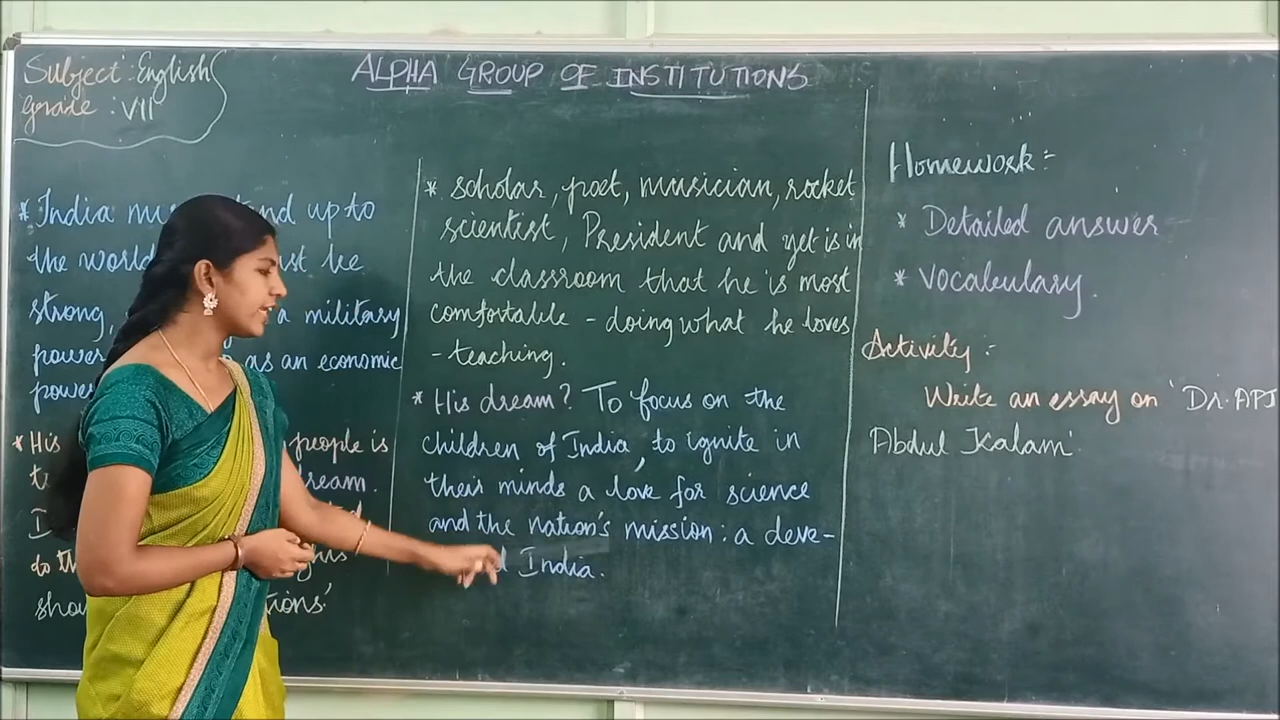 Subject : English
Grade : VII
ALPHA GROUP OF INSTITUTIONS
* India up to
the world
strong, a military
power as an economic
power
* His people is
dream.
do
* scholar, poet, musician, rocket
scientist, President and yet is in
the classroom that he is most
comfortable - doing what he loves
- teaching.
* His dream? To focus on the
children of India, to ignite in
their minds a love for science
and the nation's mission : a deve-
India.
Homework :-
* Detailed answer
* Vocabulary.
Activity :-
Write an essay on 'Dr. APJ
Abdul Kalam'